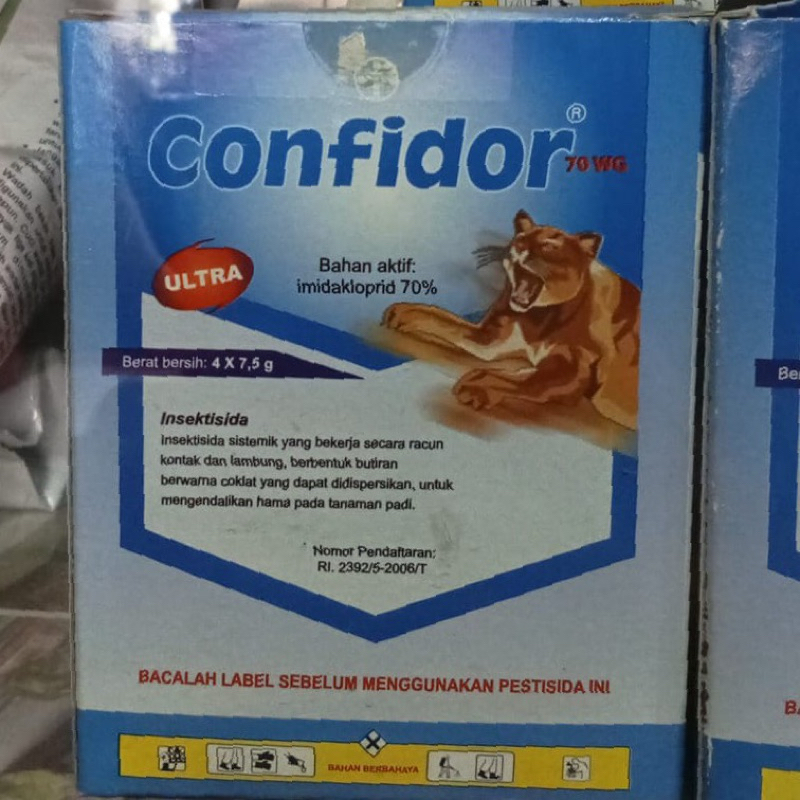 Confidor®
70 WG
ULTRA
Bahan aktif:
imidakloprid 70%
Berat bersih: 4 X 7,5 g
Insektisida
Insektisida sistemik yang bekerja secara racun
kontak dan lambung, berbentuk butiran
berwarna coklat yang dapat didispersikan, untuk
mengendalikan hama pada tanaman padi.
Nomor Pendaftaran:
RI. 2392/5-2006/T
BACALAH LABEL SEBELUM MENGGUNAKAN PESTISIDA INI
BAHAN BERBAHAYA
Be
BA